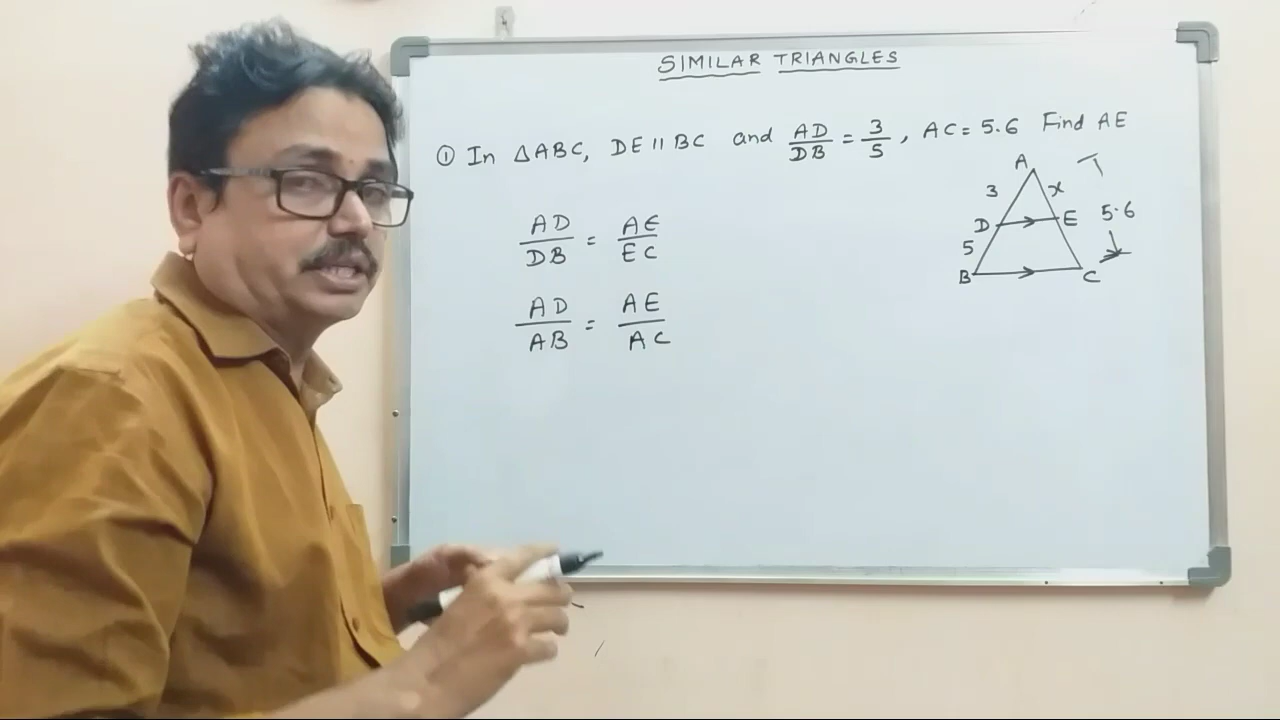 SIMILAR TRIANGLES
① In △ABC, DE || BC and AD/DB = 3/5, AC = 5.6 Find AE
AD/DB = AE/EC
AD/AB = AE/AC
A
3 x
D E 5.6
5
B C